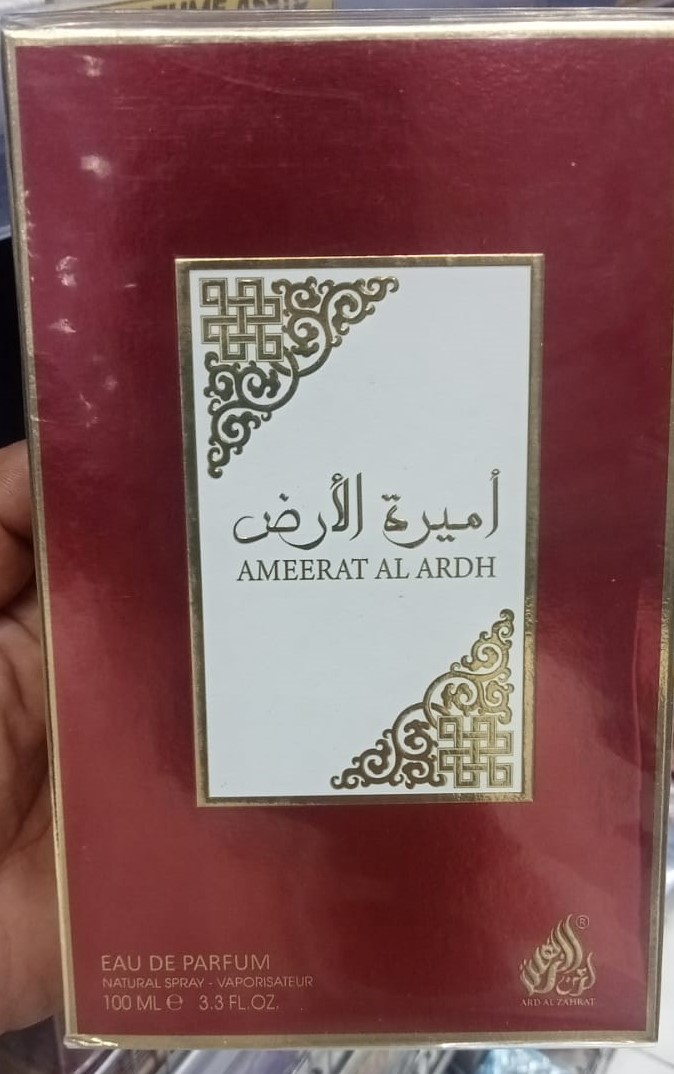 أميرة الأرض
AMEERAT AL ARDH
EAU DE PARFUM
NATURAL SPRAY - VAPORISATEUR
100 ML ℮ 3.3 FL.OZ.
®
ARD AL ZAHRAT